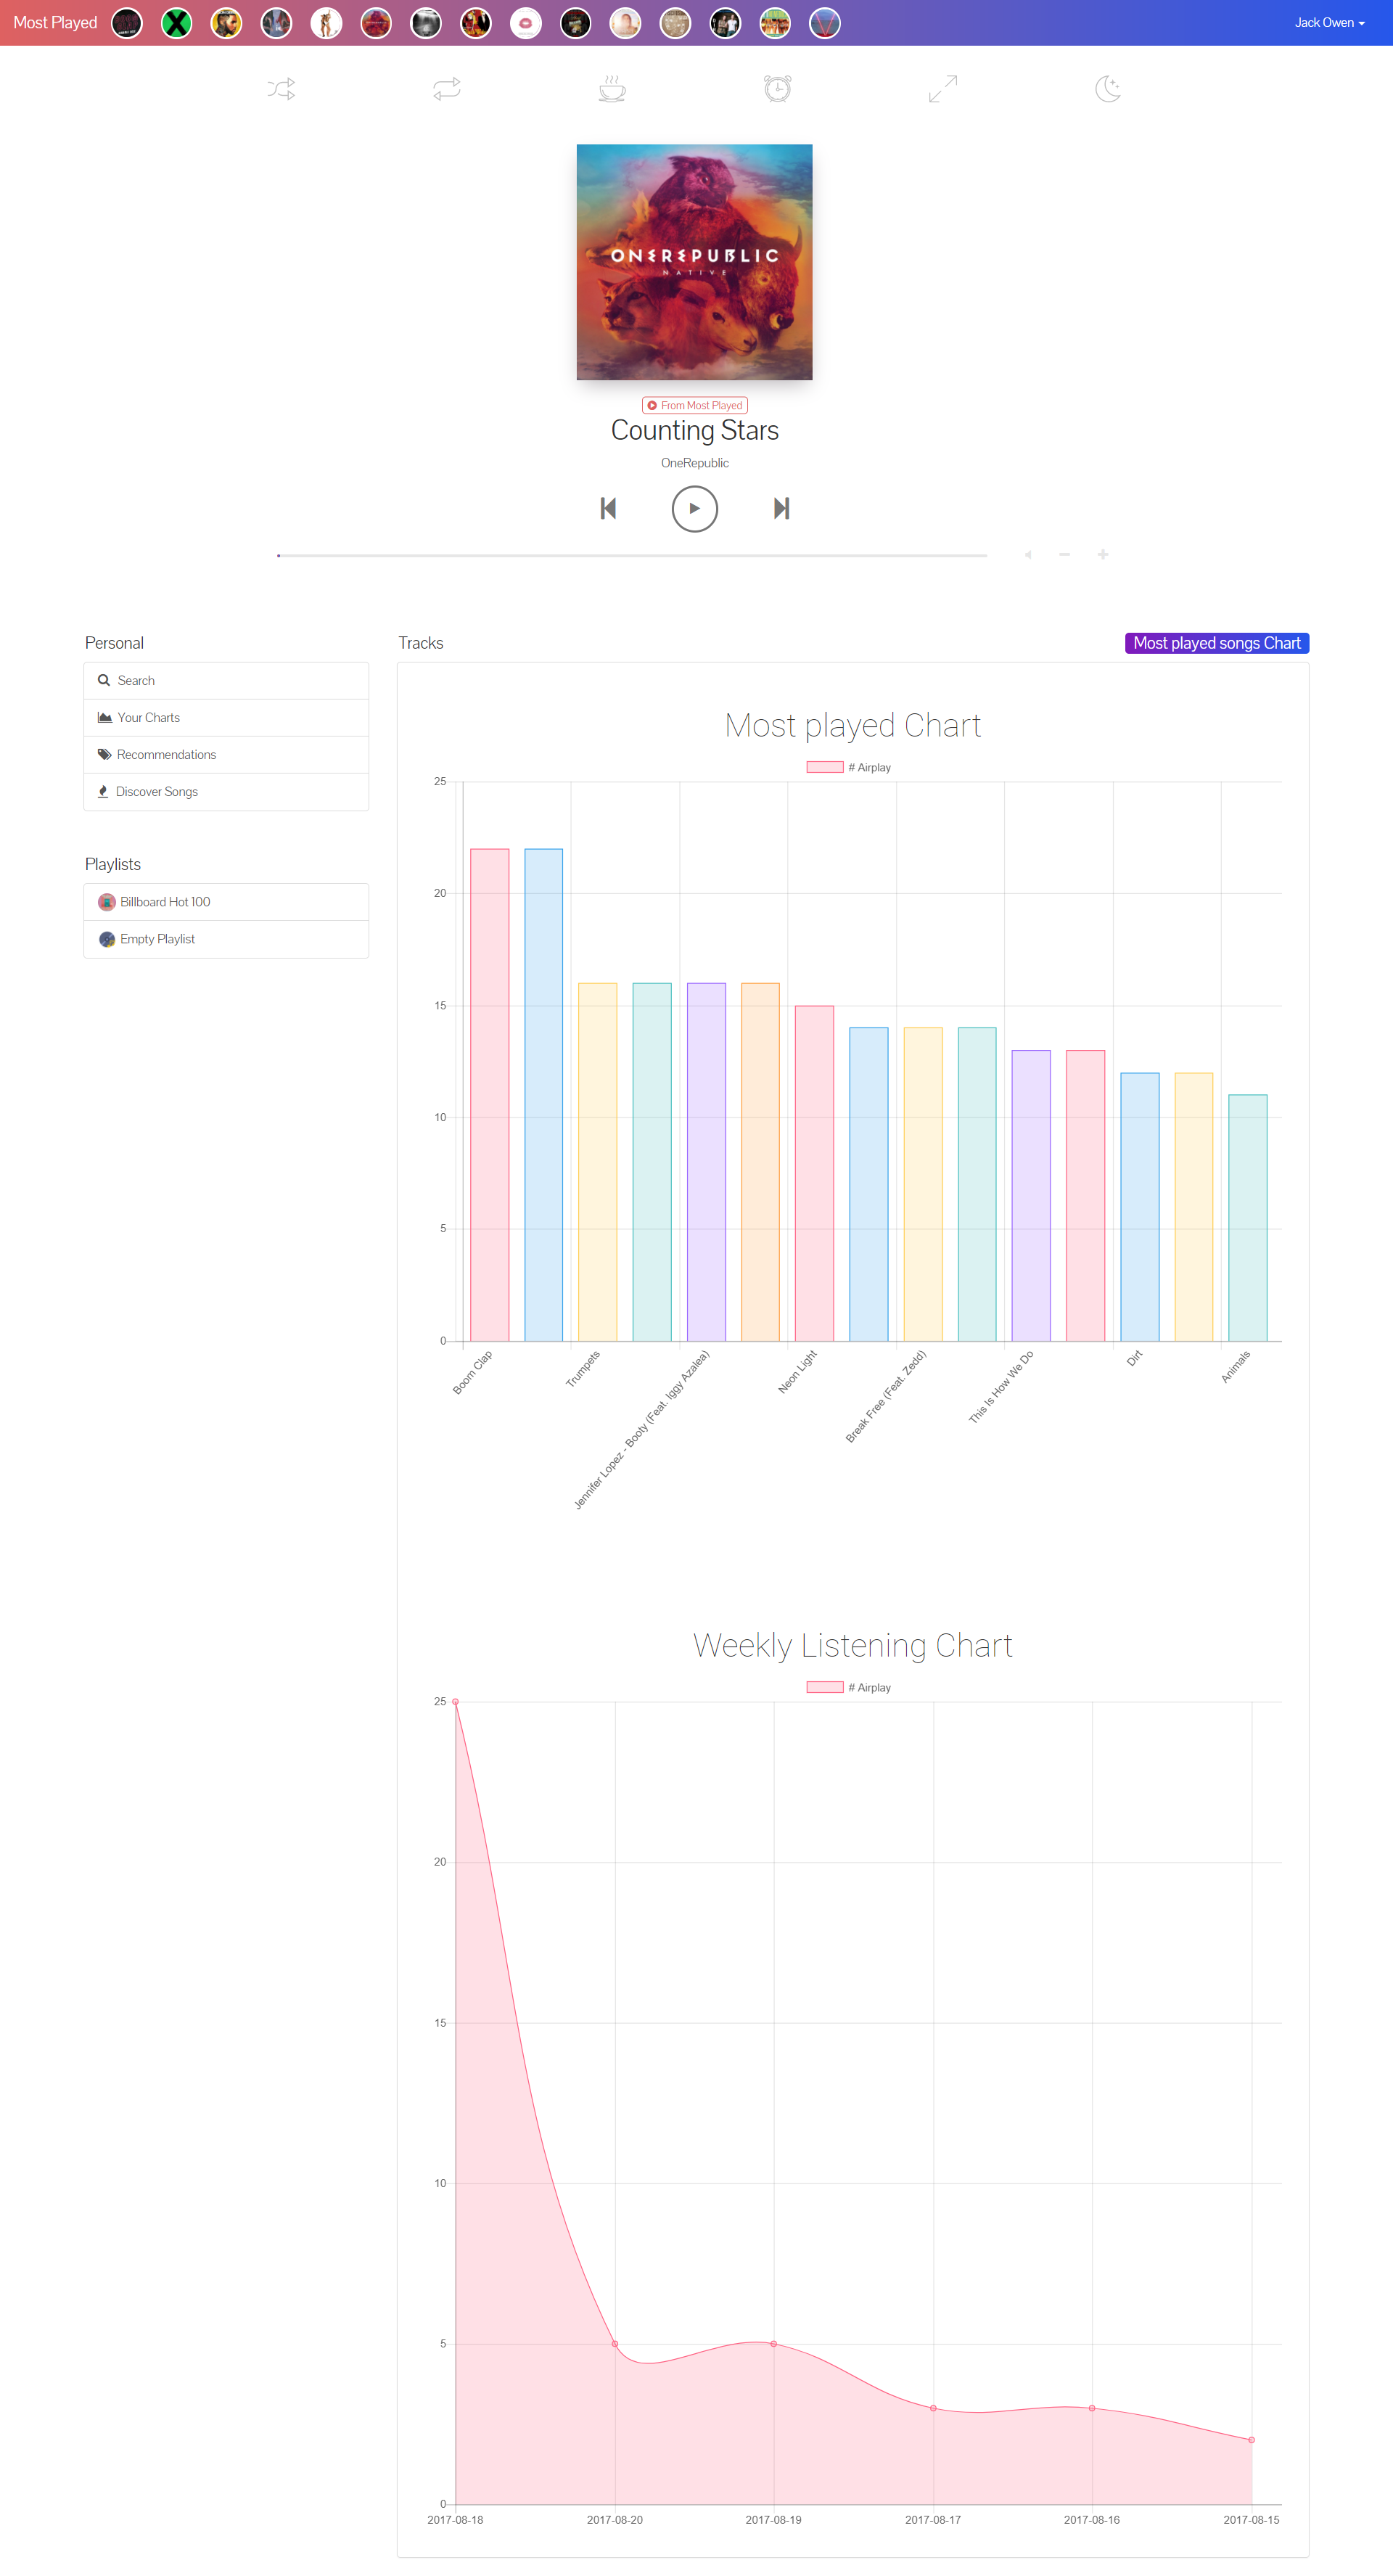 Most Played
Jack Owen
ONEREPUBLIC
NATIVE
From Most Played
Counting Stars
OneRepublic
Personal
Search
Your Charts
Recommendations
Discover Songs
Playlists
Billboard Hot 100
Empty Playlist
Tracks
Most played songs Chart
Most played Chart
# Airplay
25
20
15
10
5
0
Boom Clap
Trumpets
Jennifer Lopez - Booty (Feat. Iggy Azalea)
Neon Light
Break Free (Feat. Zedd)
This Is How We Do
Dirt
Animals
Weekly Listening Chart
# Airplay
25
20
15
10
5
0
2017-08-18
2017-08-20
2017-08-19
2017-08-17
2017-08-16
2017-08-15